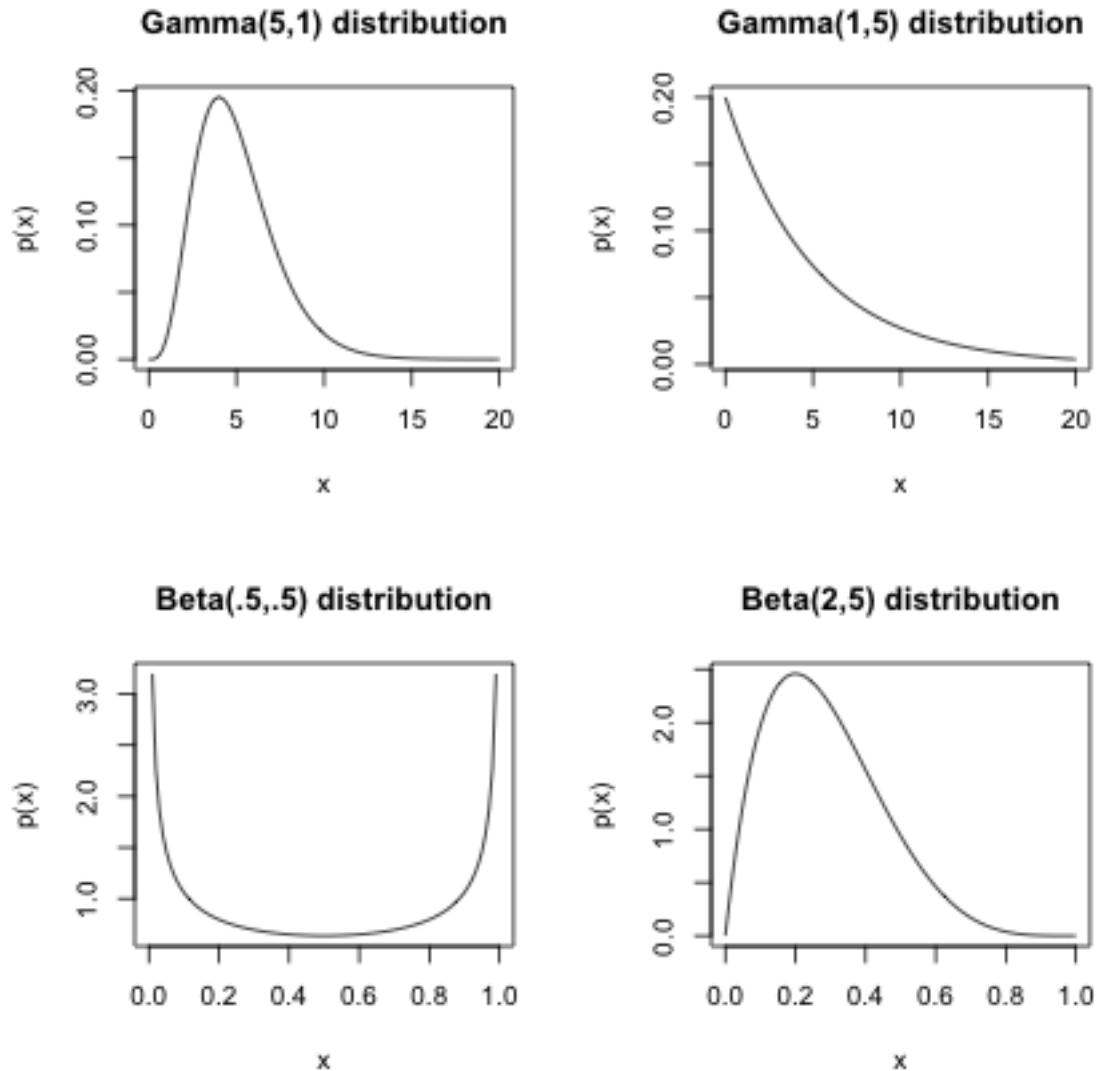 Gamma(5,1) distribution
p(x)
0.00 0.10 0.20
0 5 10 15 20
x
Gamma(1,5) distribution
p(x)
0.00 0.10 0.20
0 5 10 15 20
x
Beta(.5,.5) distribution
p(x)
1.0 2.0 3.0
0.0 0.2 0.4 0.6 0.8 1.0
x
Beta(2,5) distribution
p(x)
0.0 1.0 2.0
0.0 0.2 0.4 0.6 0.8 1.0
x